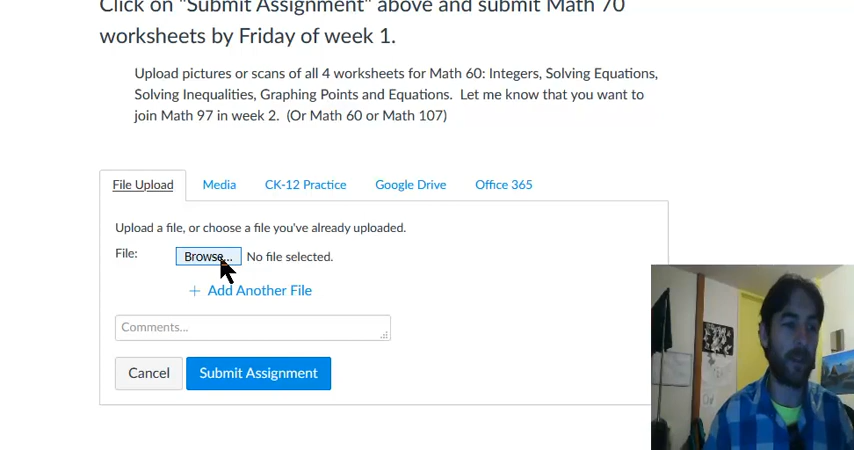 Click on "Submit Assignment" above and submit Math 70
worksheets by Friday of week 1.
Upload pictures or scans of all 4 worksheets for Math 60: Integers, Solving Equations,
Solving Inequalities, Graphing Points and Equations.  Let me know that you want to
join Math 97 in week 2.  (Or Math 60 or Math 107)
File Upload
Media
CK-12 Practice
Google Drive
Office 365
Upload a file, or choose a file you've already uploaded.
File:
Browse...
No file selected.
+ Add Another File
Comments...
Cancel
Submit Assignment